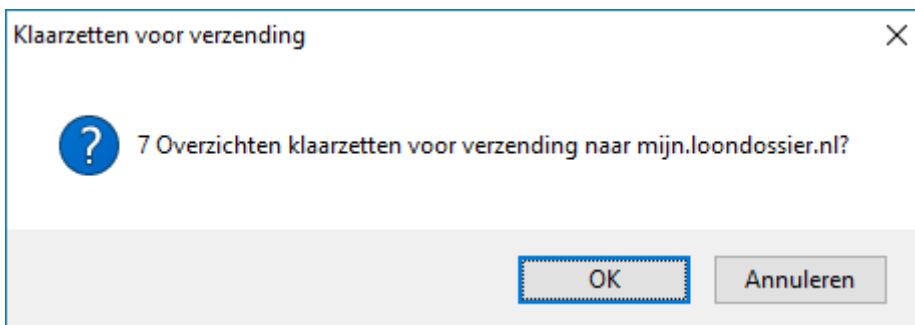 Klaarzetten voor verzending
7 Overzichten klaarzetten voor verzending naar mijn.loondossier.nl?
OK
Annuleren